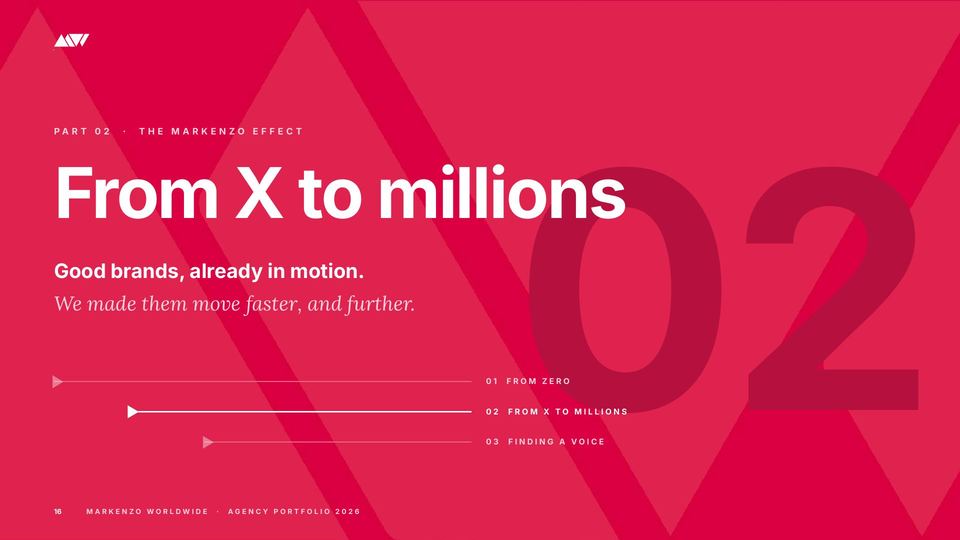 PART 02 · THE MARKENZO EFFECT
From X to millions
02
Good brands, already in motion.
We made them move faster, and further.
01 FROM ZERO
02 FROM X TO MILLIONS
03 FINDING A VOICE
16 MARKENZO WORLDWIDE · AGENCY PORTFOLIO 2026